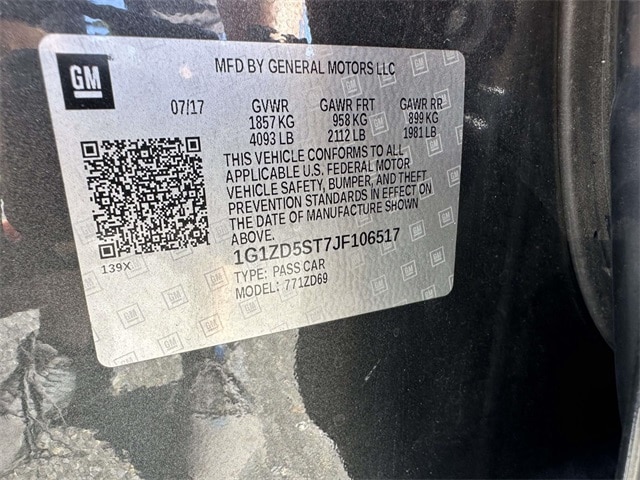 GM
MFD BY GENERAL MOTORS LLC
07/17 GVWR GAWR FRT GAWR RR
1857 KG 958 KG 899 KG
4093 LB 2112 LB 1981 LB
THIS VEHICLE CONFORMS TO ALL
APPLICABLE U.S. FEDERAL MOTOR
VEHICLE SAFETY, BUMPER, AND THEFT
PREVENTION STANDARDS IN EFFECT ON
THE DATE OF MANUFACTURE SHOWN
ABOVE.
1G1ZD5ST7JF106517
139X
TYPE: PASS CAR
MODEL: 771ZD69